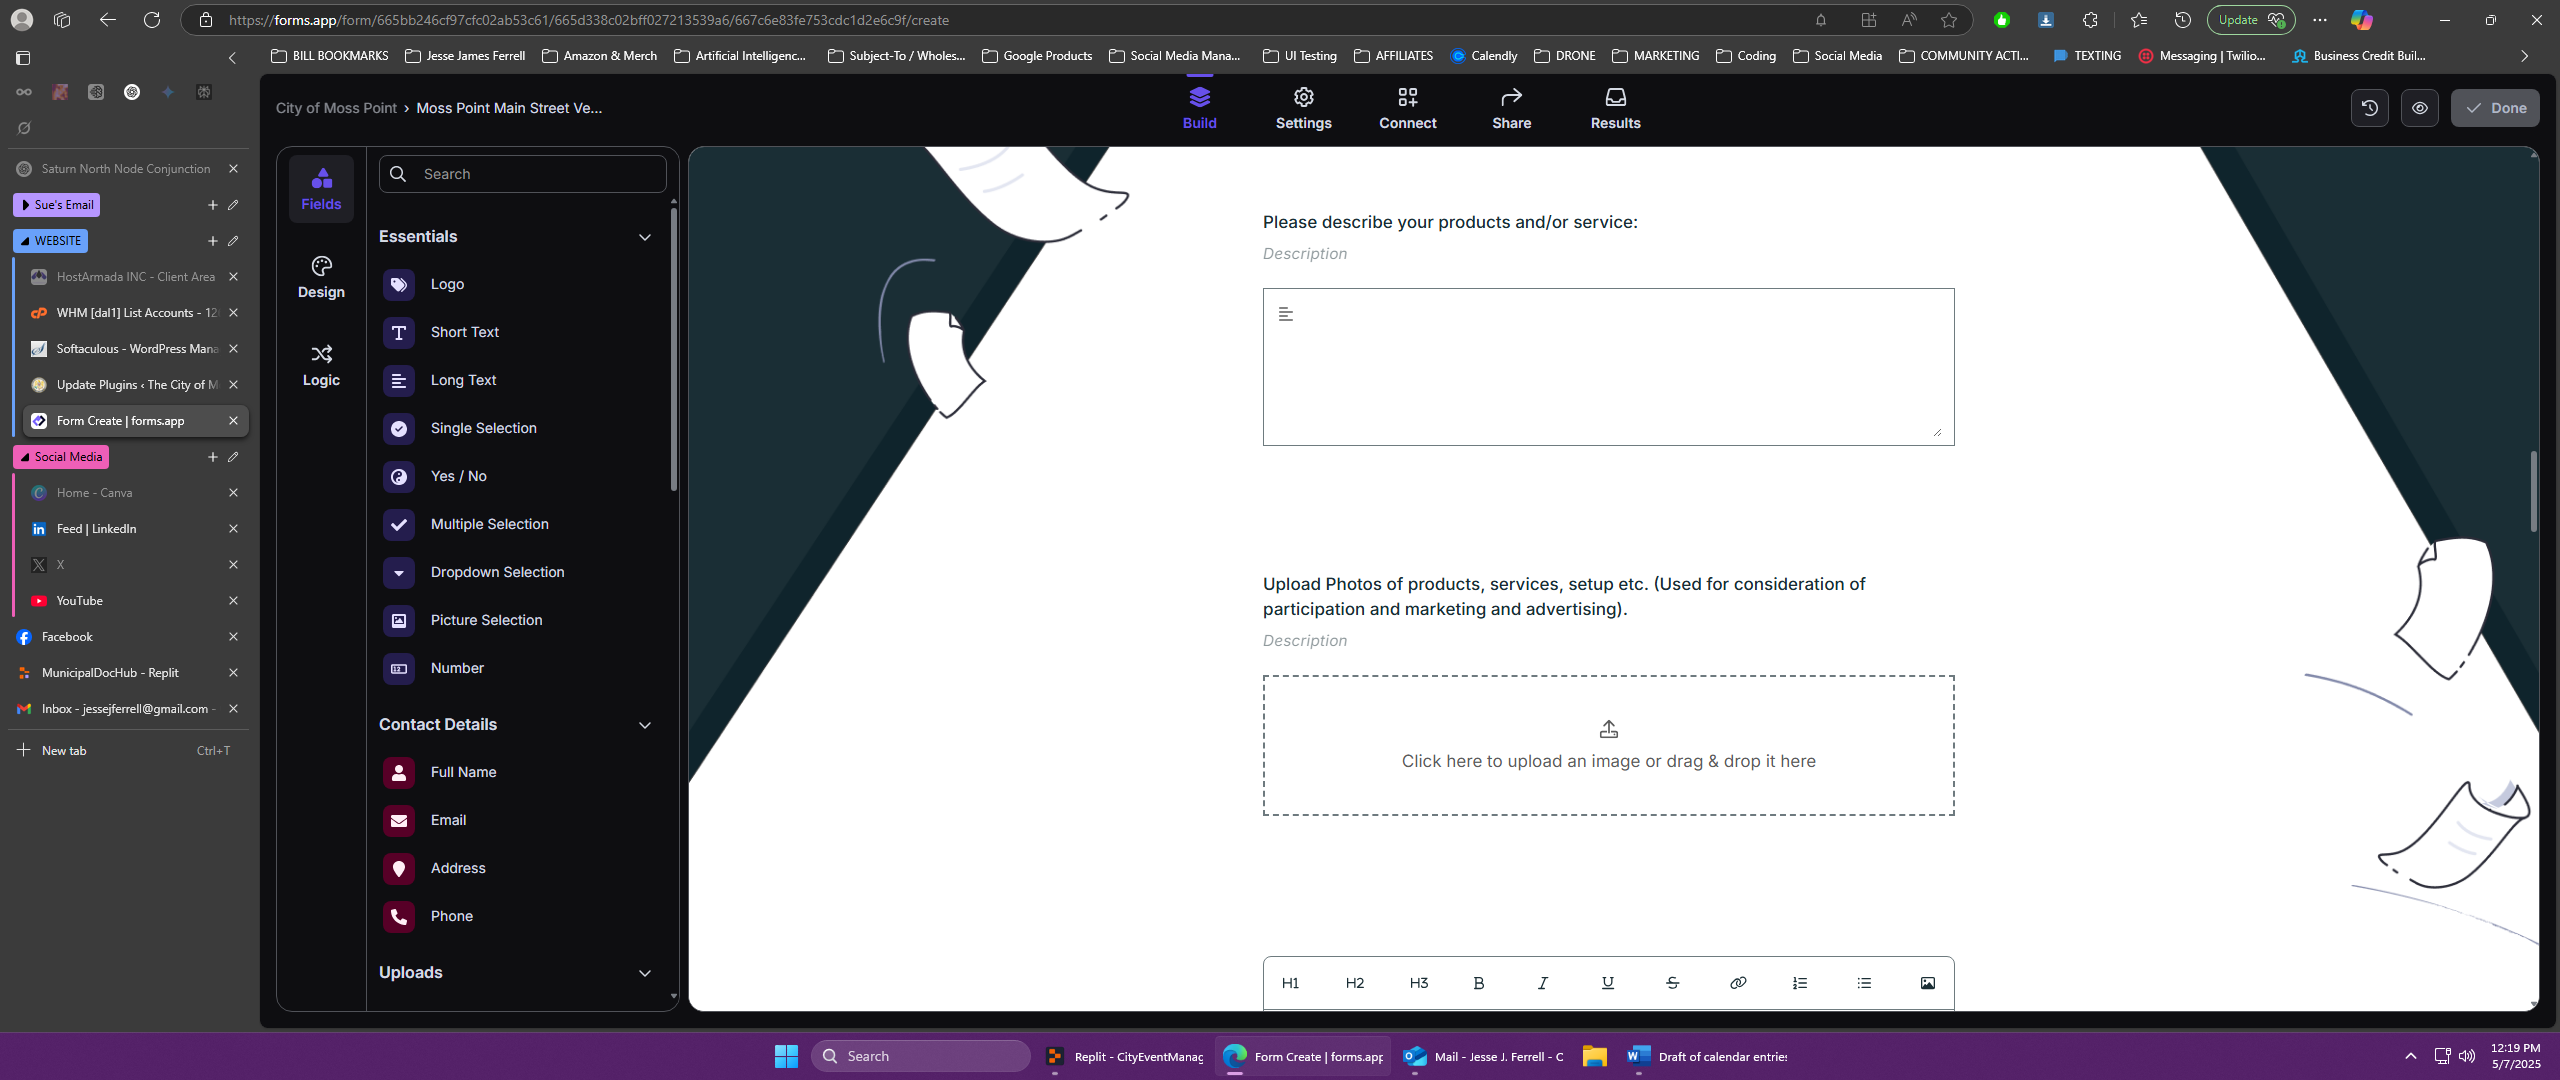 https://forms.app/form/665bb246cf97cfc02ab53c61/665d338c02bff027213539a6/667c6e83fe753cdc1d2e6c9f/create
Update
BILL BOOKMARKS
Jesse James Ferrell
Amazon & Merch
Artificial Intelligenc...
Subject-To / Wholes...
Google Products
Social Media Mana...
UI Testing
AFFILIATES
Calendly
DRONE
MARKETING
Coding
Social Media
COMMUNITY ACTI...
TEXTING
Messaging | Twilio...
Business Credit Buil...
Saturn North Node Conjunction
Sue's Email
WEBSITE
HostArmada INC - Client Area
WHM [dal1] List Accounts - 12
Softaculous - WordPress Mana
Update Plugins ‹ The City of M
Form Create | forms.app
Social Media
Home - Canva
Feed | LinkedIn
X
YouTube
Facebook
MunicipalDocHub - Replit
Inbox - jessejferrell@gmail.com -
New tab
Ctrl+T
City of Moss Point › Moss Point Main Street Ve...
Build
Settings
Connect
Share
Results
Done
Fields
Design
Logic
Search
Essentials
Logo
Short Text
Long Text
Single Selection
Yes / No
Multiple Selection
Dropdown Selection
Picture Selection
Number
Contact Details
Full Name
Email
Address
Phone
Uploads
Please describe your products and/or service:
Description
Upload Photos of products, services, setup etc. (Used for consideration of
participation and marketing and advertising).
Description
Click here to upload an image or drag & drop it here
H1 H2 H3 B I U S
Search
Replit - CityEventManag
Form Create | forms.app
Mail - Jesse J. Ferrell - C
Draft of calendar entries
12:19 PM
5/7/2025